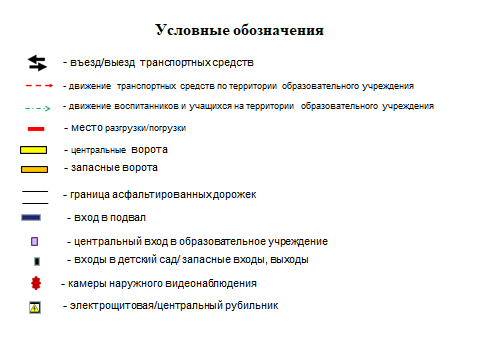 Условные обозначения
- въезд/выезд транспортных средств
- движение транспортных средств по территории образовательного учреждения
- движение воспитанников и учащихся на территории образовательного учреждения
- место разгрузки/погрузки
- центральные ворота
- запасные ворота
- граница асфальтированных дорожек
- вход в подвал
- центральный вход в образовательное учреждение
- входы в детский сад/ запасные входы, выходы
- камеры наружного видеонаблюдения
- электрощитовая/центральный рубильник